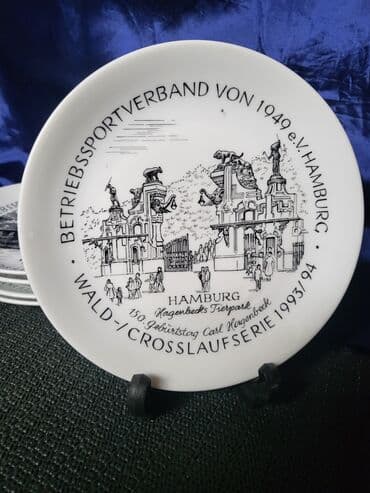 BETRIEBSSPORTVERBAND VON 1949 e.V. HAMBURG
HAMBURG
Hagenbecks Tierpark
150. Geburtstag Carl Hagenbeck
WALD-/CROSSLAUFSERIE 1993/94